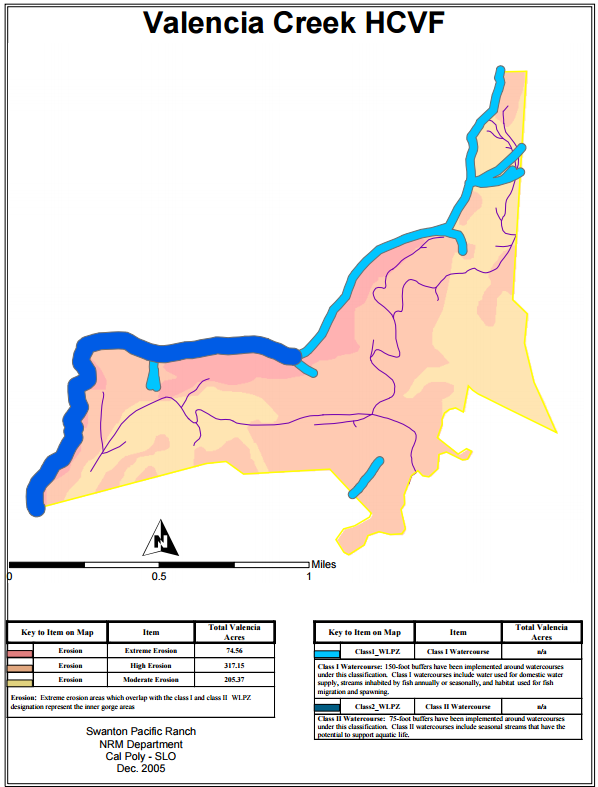 Valencia Creek HCVF
N
Miles
0 0.5 1
Key to Item on Map Item Total Valencia Acres
Erosion Extreme Erosion 74.56
Erosion High Erosion 317.15
Erosion Moderate Erosion 205.37
Erosion: Extreme erosion areas which overlap with the class I and class II WLPZ
designation represent the inner gorge areas
Key to Item on Map Item Total Valencia Acres
Class1_WLPZ Class I Watercourse n/a
Class I Watercourse: 150-foot buffers have been implemented around watercourses
under this classification. Class I watercourses include water used for domestic water
supply, streams inhabited by fish annually or seasonally, and habitat used for fish
migration and spawning.
Class2_WLPZ Class II Watercourse n/a
Class II Watercourse: 75-foot buffers have been implemented around watercourses
under this classification. Class II watercourses include seasonal streams that have the
potential to support aquatic life.
Swanton Pacific Ranch
NRM Department
Cal Poly - SLO
Dec. 2005